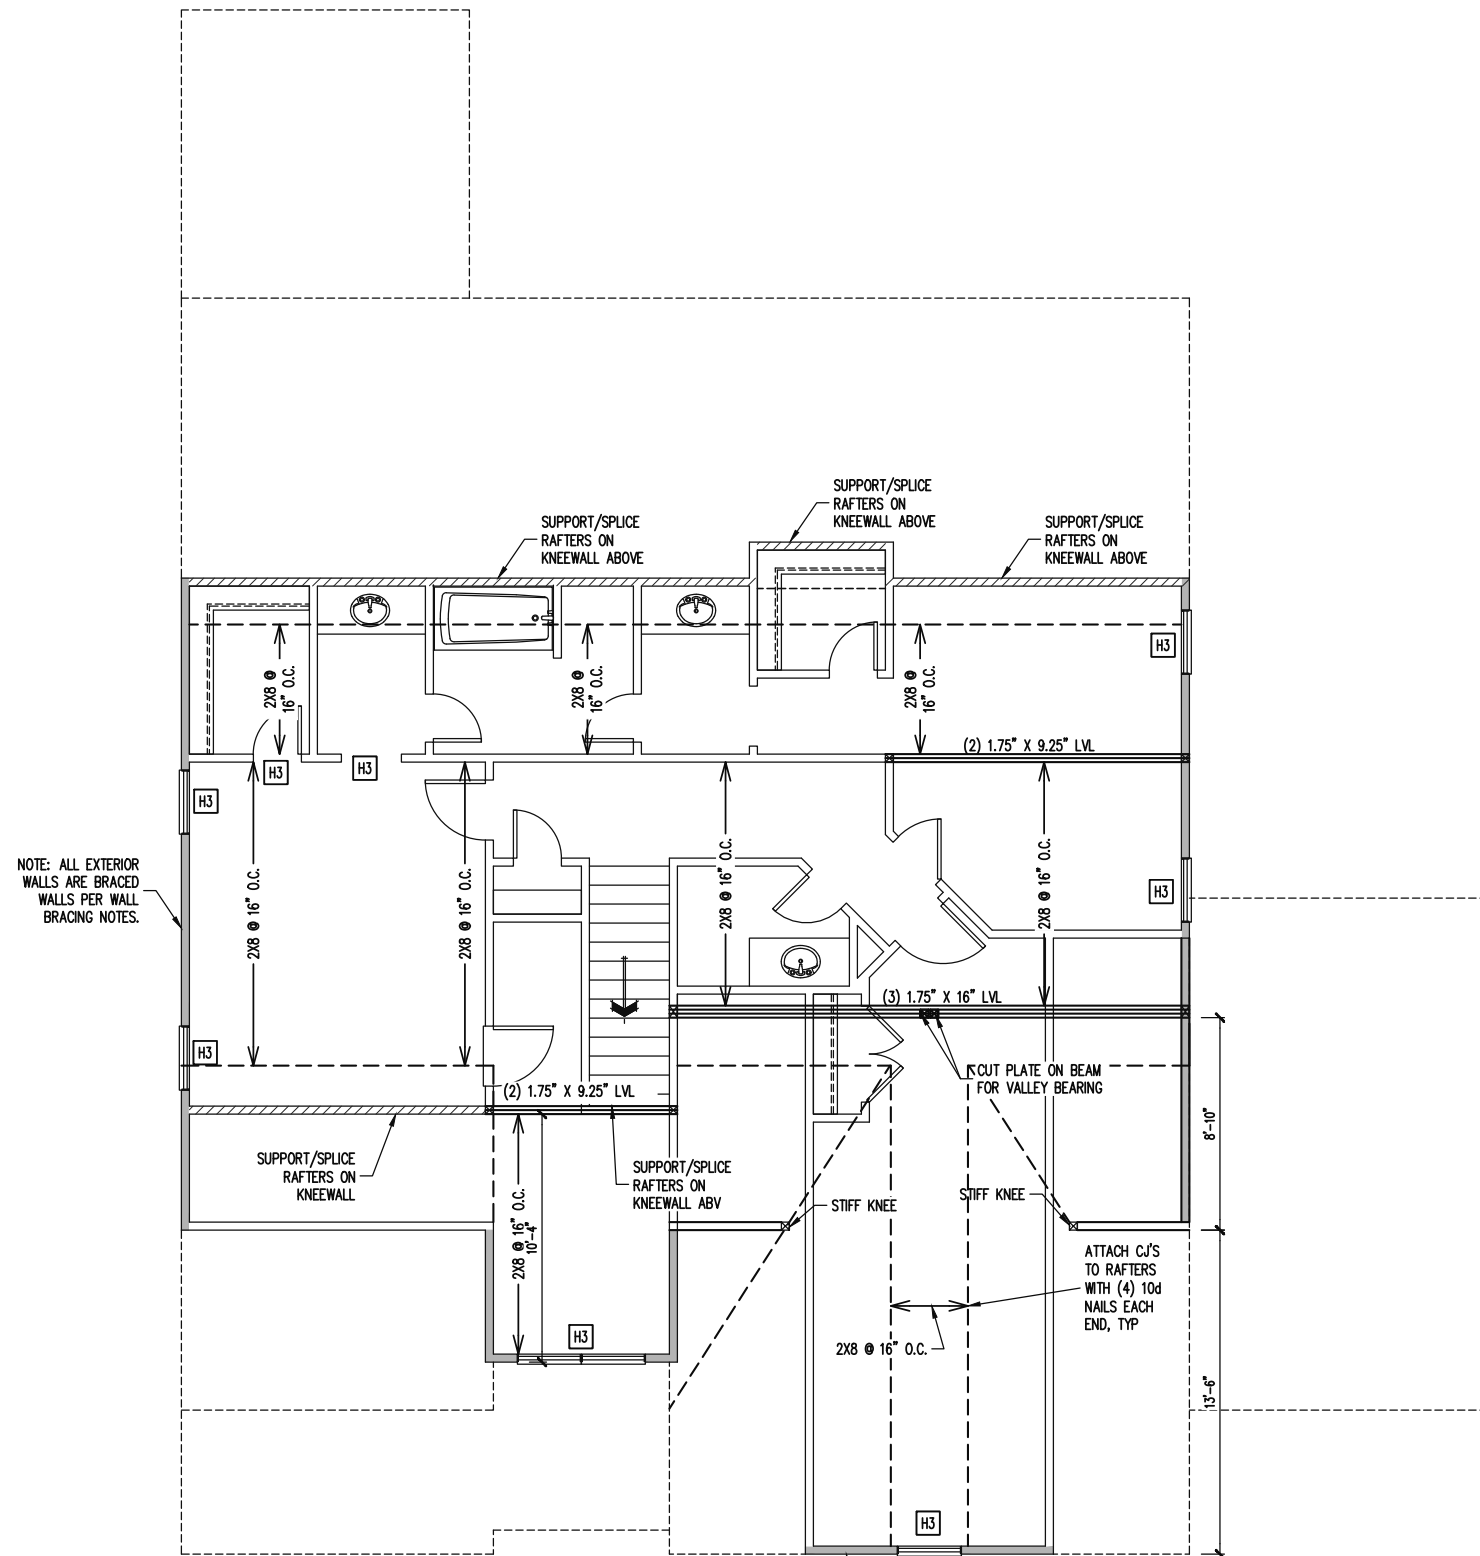 SUPPORT/SPLICE
RAFTERS ON
KNEEWALL ABOVE
SUPPORT/SPLICE
RAFTERS ON
KNEEWALL ABOVE
SUPPORT/SPLICE
RAFTERS ON
KNEEWALL ABOVE
H3
2X8 @
16" O.C.
2X8 @
16" O.C.
2X8 @
16" O.C.
(2) 1.75" X 9.25" LVL
H3
H3
H3
NOTE: ALL EXTERIOR
WALLS ARE BRACED
WALLS PER WALL
BRACING NOTES.
2X8 @ 16" O.C.
2X8 @ 16" O.C.
2X8 @ 16" O.C.
2X8 @ 16" O.C.
H3
(3) 1.75" X 16" LVL
H3
(2) 1.75" X 9.25" LVL
CUT PLATE ON BEAM
FOR VALLEY BEARING
8'-10"
SUPPORT/SPLICE
RAFTERS ON
KNEEWALL
SUPPORT/SPLICE
RAFTERS ON
KNEEWALL ABV
STIFF KNEE
STIFF KNEE
2X8 @ 16" O.C.
10'-4"
ATTACH CJ'S
TO RAFTERS
WITH (4) 10d
NAILS EACH
END, TYP
H3
2X8 @ 16" O.C.
13'-6"
H3